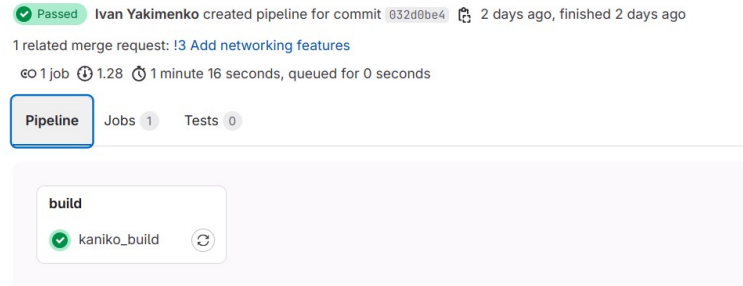 Passed Ivan Yakimenko created pipeline for commit 032d0be4 2 days ago, finished 2 days ago
1 related merge request: !3 Add networking features
1 job 1.28 1 minute 16 seconds, queued for 0 seconds
Pipeline Jobs 1 Tests 0
build
kaniko_build